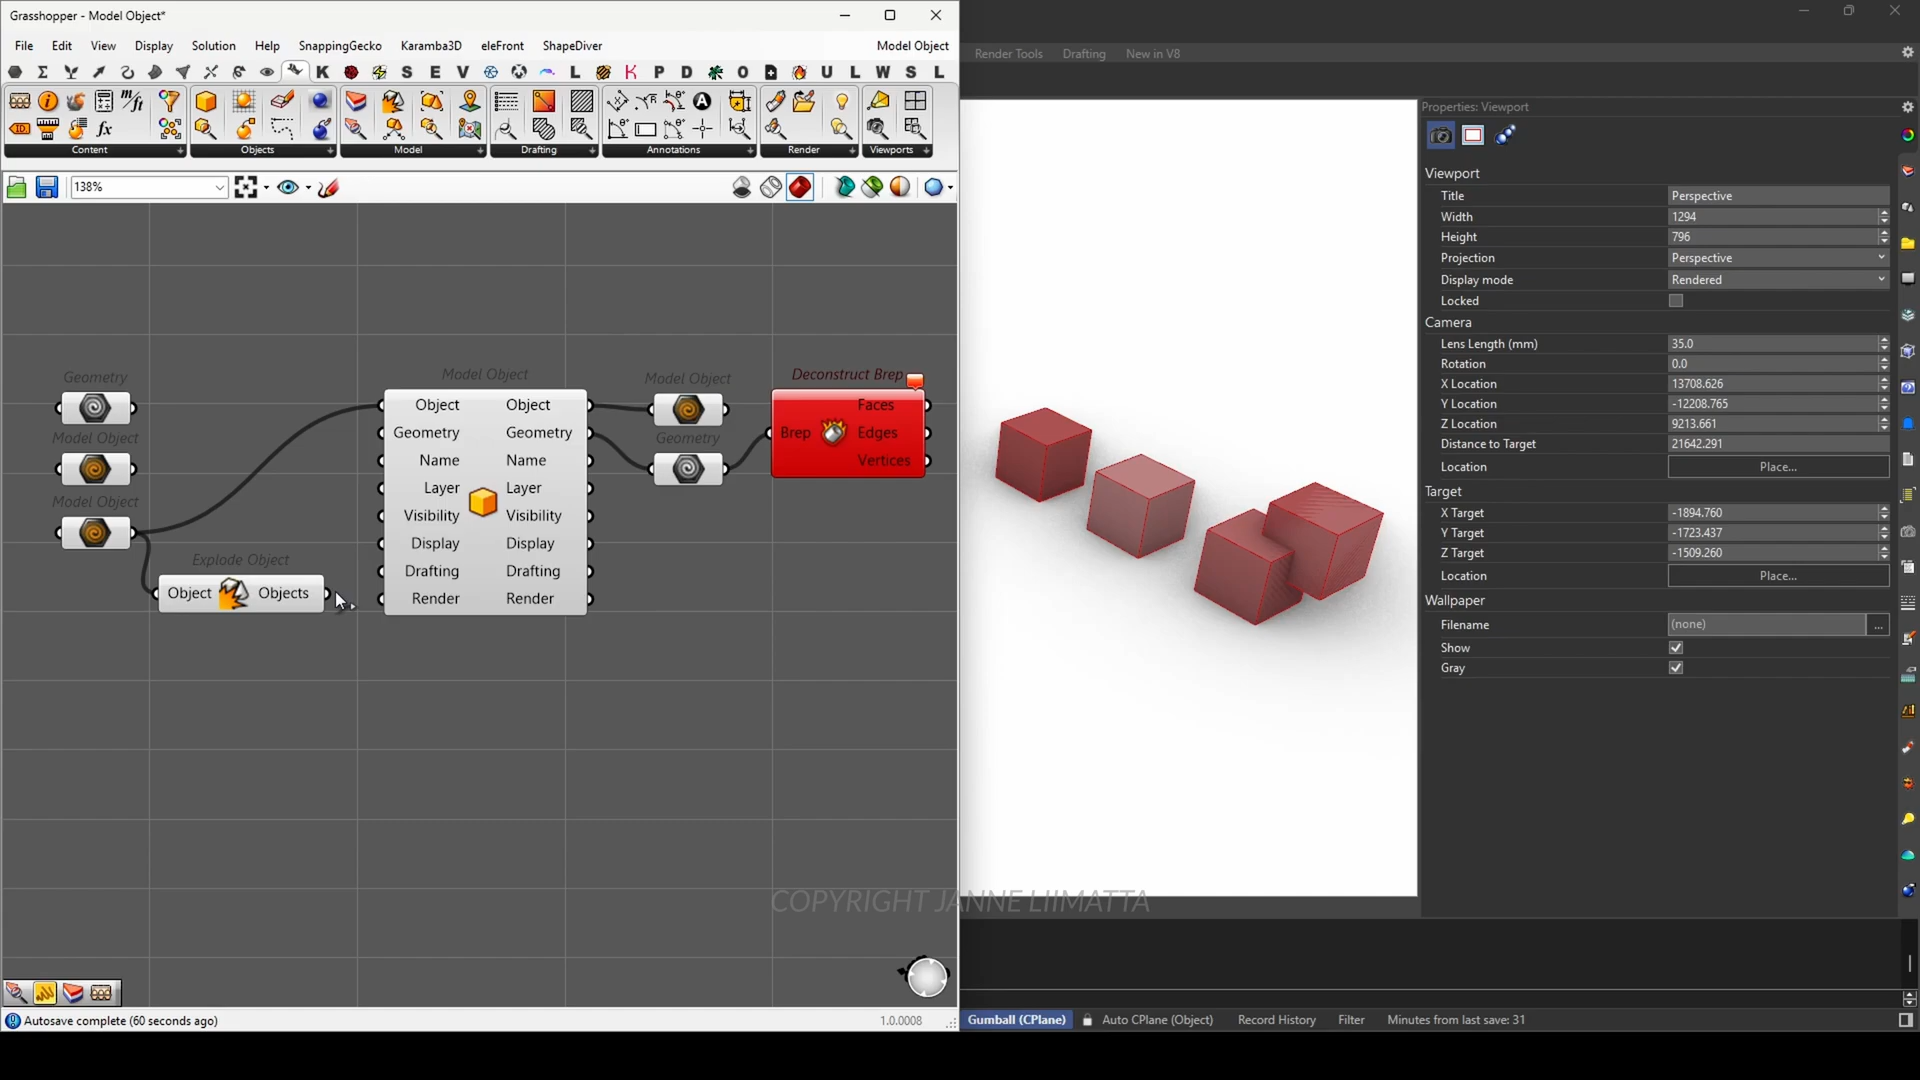 Grasshopper - Model Object*
File Edit View Display Solution Help SnappingGecko Karamba3D eleFront ShapeDiver Model Object
K S E V L K P D O U L W S L
Content Objects Model Drafting Annotations Render Viewports
138%
Geometry
Model Object
Model Object
Explode Object
Object Objects
Model Object
Object Object
Geometry Geometry
Name Name
Layer Layer
Visibility Visibility
Display Display
Drafting Drafting
Render Render
Model Object
Geometry
Deconstruct Brep
Faces
Brep Edges
Vertices
Autosave complete (60 seconds ago)
1.0.0008
Render Tools Drafting New in V8
Properties: Viewport
Viewport
Title Perspective
Width 1294
Height 796
Projection Perspective
Display mode Rendered
Locked
Camera
Lens Length (mm) 35.0
Rotation 0.0
X Location 13708.626
Y Location -12208.765
Z Location 9213.661
Distance to Target 21642.291
Location Place...
Target
X Target -1894.760
Y Target -1723.437
Z Target -1509.260
Location Place...
Wallpaper
Filename (none) ...
Show
Gray
COPYRIGHT JANNE LIIMATTA
Gumball (CPlane) Auto CPlane (Object) Record History Filter Minutes from last save: 31